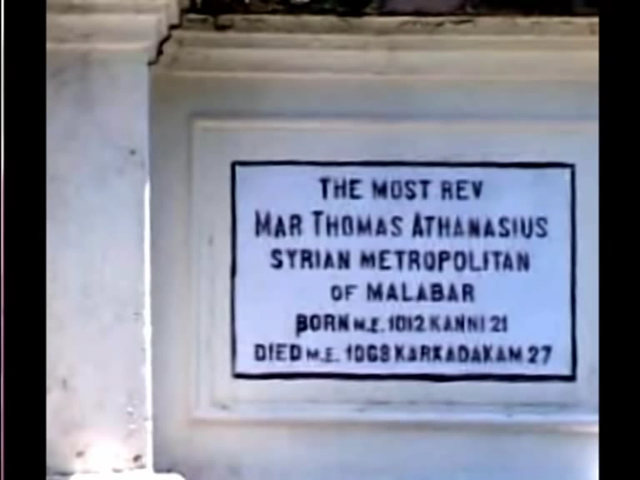 THE MOST REV
MAR THOMAS ATHANASIUS
SYRIAN METROPOLITAN
OF MALABAR
BORN M.E. 1012 KANNI 21
DIED M.E. 1068 KARKADAKAM 27